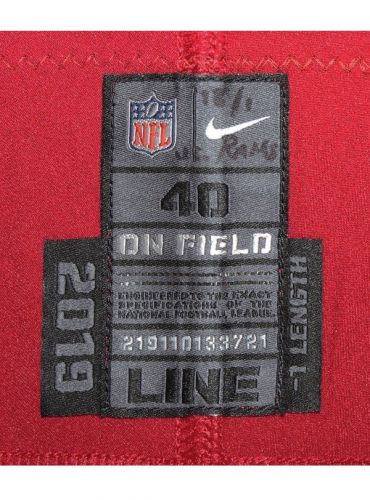 NFL
12/1
vs. Rams
40
ON FIELD
ENGINEERED TO THE EXACT
SPECIFICATIONS OF THE
NATIONAL FOOTBALL LEAGUE.
219110133721
LINE
2019
-1 LENGTH